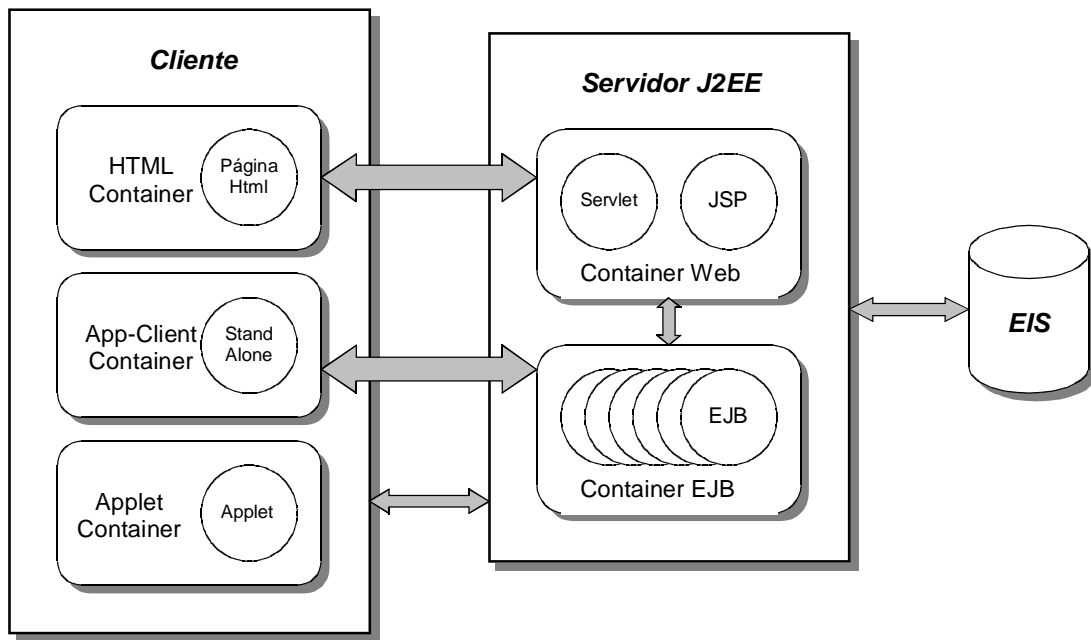 Cliente
HTML
Container
Página
Html
App-Client
Container
Stand
Alone
Applet
Container
Applet
Servidor J2EE
Servlet
JSP
Container Web
EJB
Container EJB
EIS